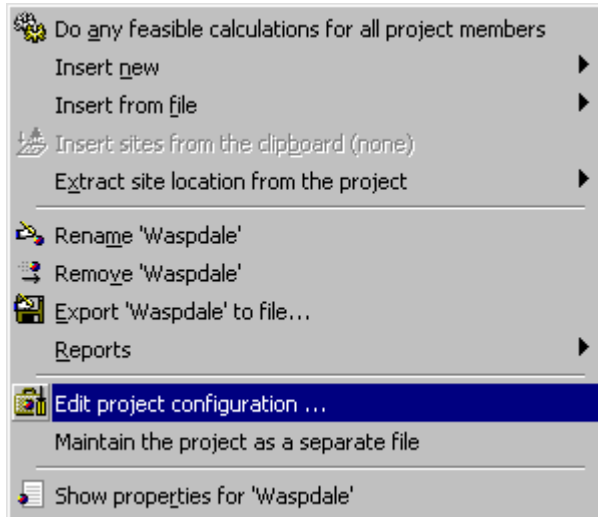 Do any feasible calculations for all project members
Insert new
Insert from file
Insert sites from the clipboard (none)
Extract site location from the project
Rename 'Waspdale'
Remove 'Waspdale'
Export 'Waspdale' to file...
Reports
Edit project configuration ...
Maintain the project as a separate file
Show properties for 'Waspdale'